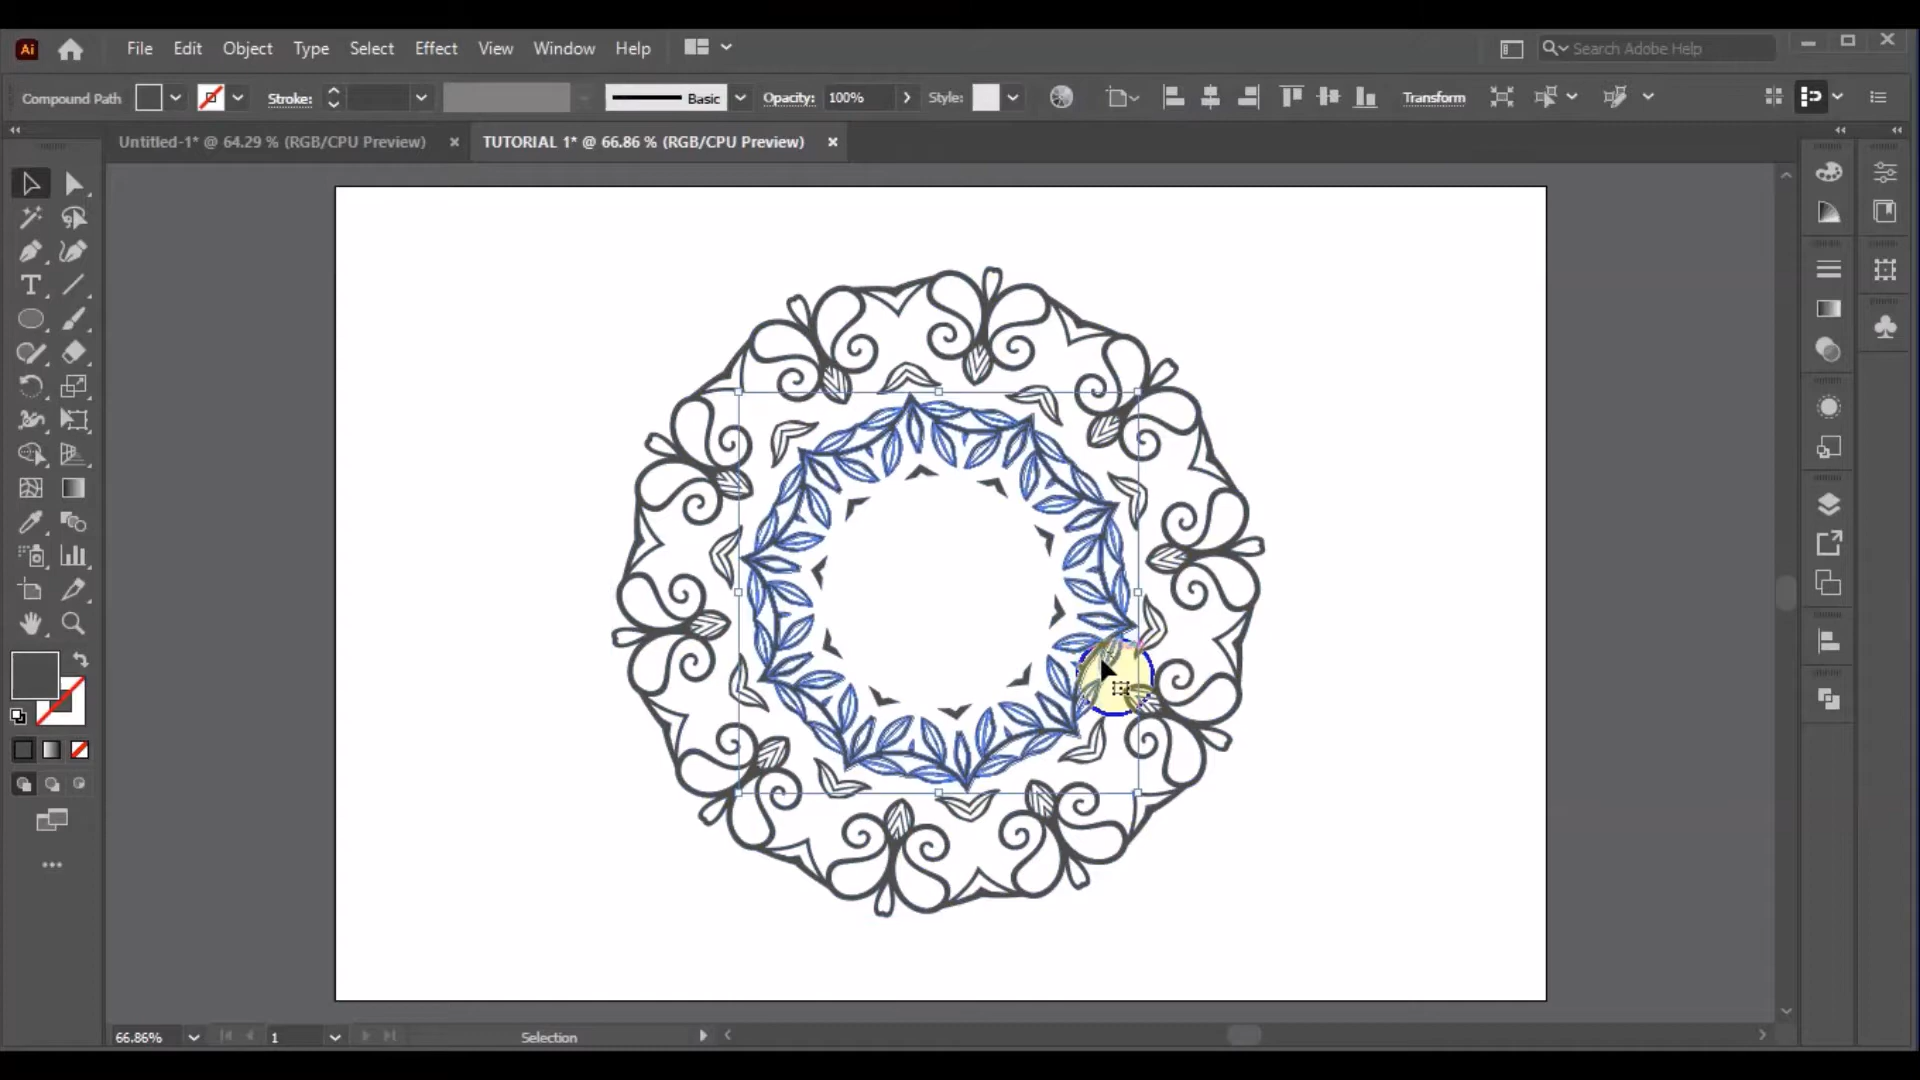 Ai File Edit Object Type Select Effect View Window Help Search Adobe Help
Compound Path Stroke: Basic Opacity: 100% Style: Transform
Untitled-1* @ 64.29 % (RGB/CPU Preview) TUTORIAL 1* @ 66.86 % (RGB/CPU Preview)
66.86% 1 Selection